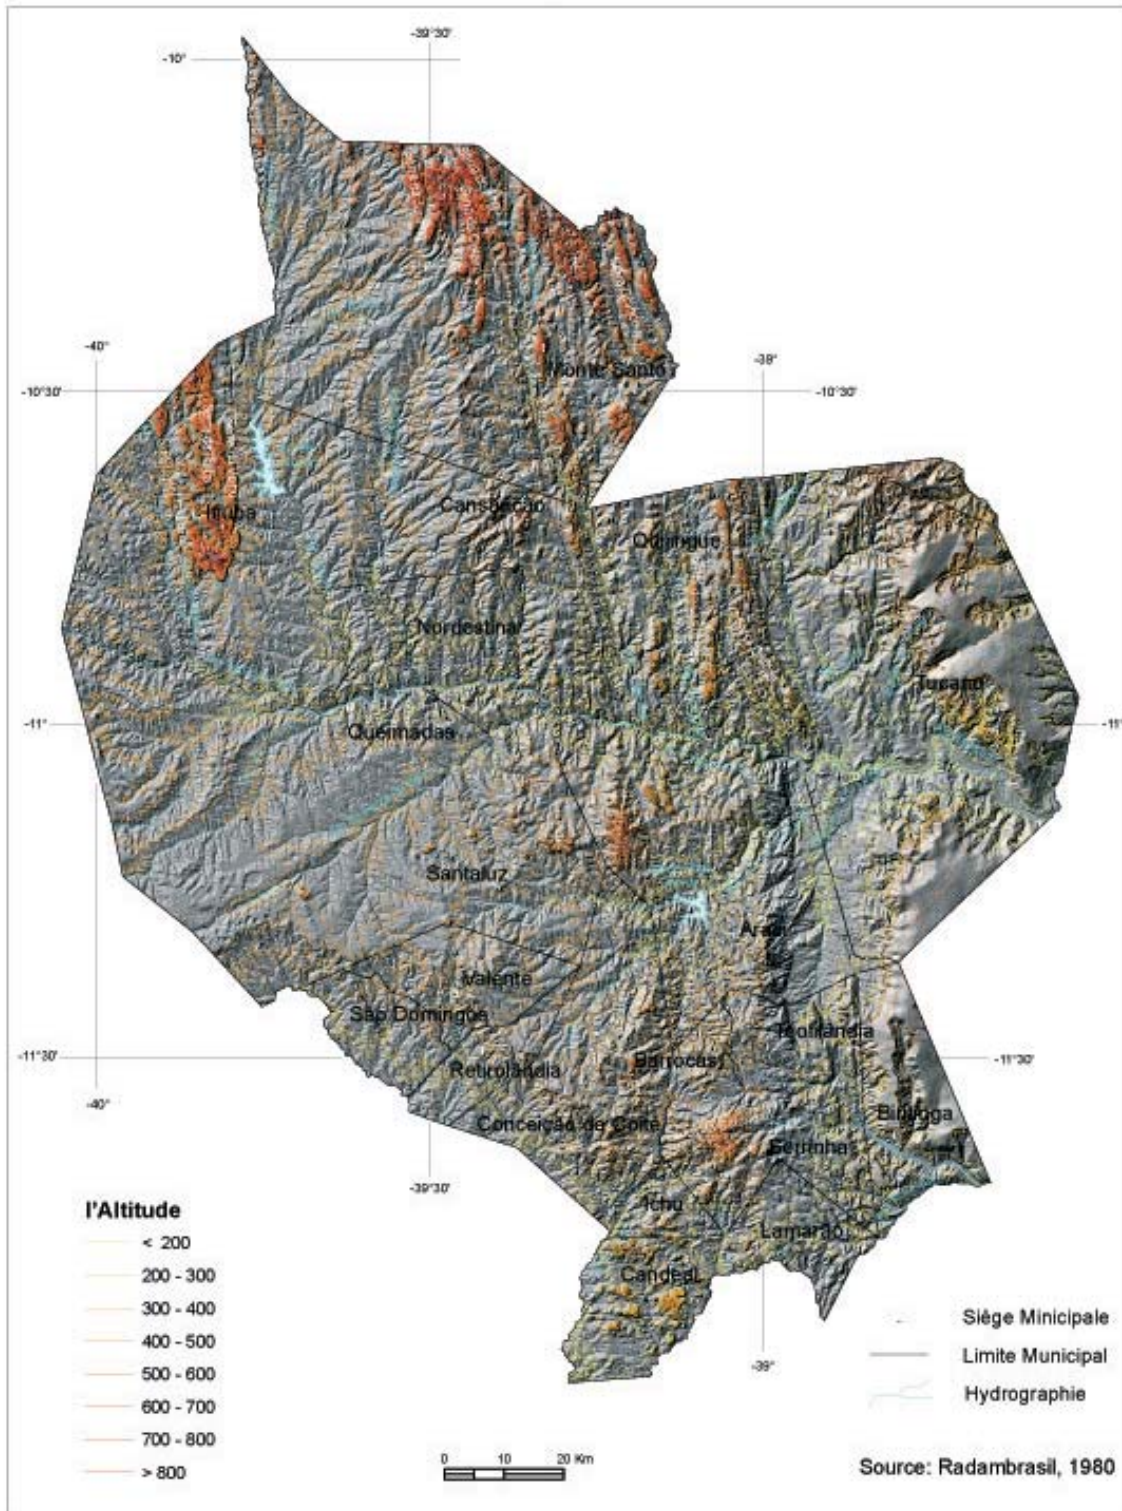 -39°30'
-10°
-40°
-39°
-10°30'
-10°30'
Monte Santo
Itiuba
Cansanção
Quijingue
Nordestina
Tucano
-11°
Queimadas
-11°
Santaluz
Araci
Valente
São Domingos
Teofilândia
-11°30'
Retirolândia
Barrocas
-11°30'
-40°
Conceição de Coité
Biritinga
Serrinha
-39°30'
Ichu
Lamarão
Candeal
-39°
l'Altitude
< 200
200 - 300
300 - 400
400 - 500
500 - 600
600 - 700
700 - 800
> 800
Siège Minicipale
Limite Municipal
Hydrographie
0 10 20 Km
Source: Radambrasil, 1980